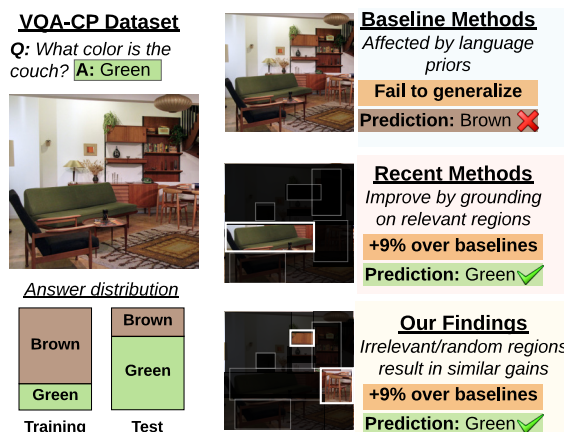 VQA-CP Dataset
Q: What color is the
couch? A: Green
Answer distribution
Brown
Green
Training
Brown
Green
Test
Baseline Methods
Affected by language
priors
Fail to generalize
Prediction: Brown
Recent Methods
Improve by grounding
on relevant regions
+9% over baselines
Prediction: Green
Our Findings
Irrelevant/random regions
result in similar gains
+9% over baselines
Prediction: Green